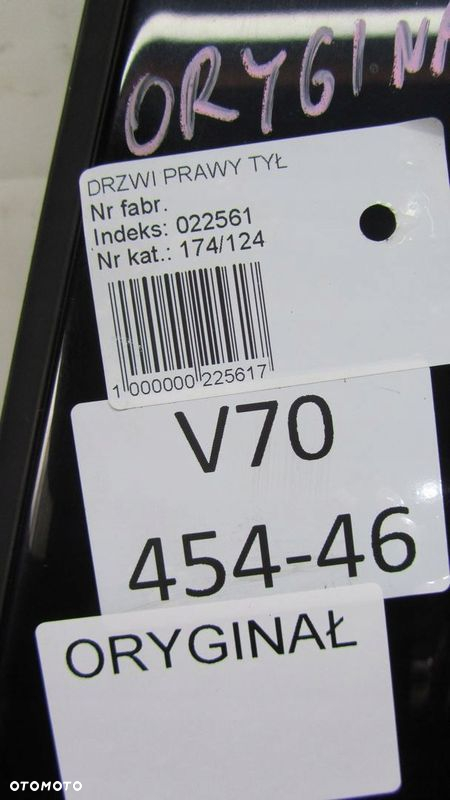 ORYGINA
DRZWI PRAWY TYŁ
Nr fabr.
Indeks: 022561
Nr kat.: 174/124
1 000000 225617
V70
454-46
ORYGINAŁ
OTOMOTO